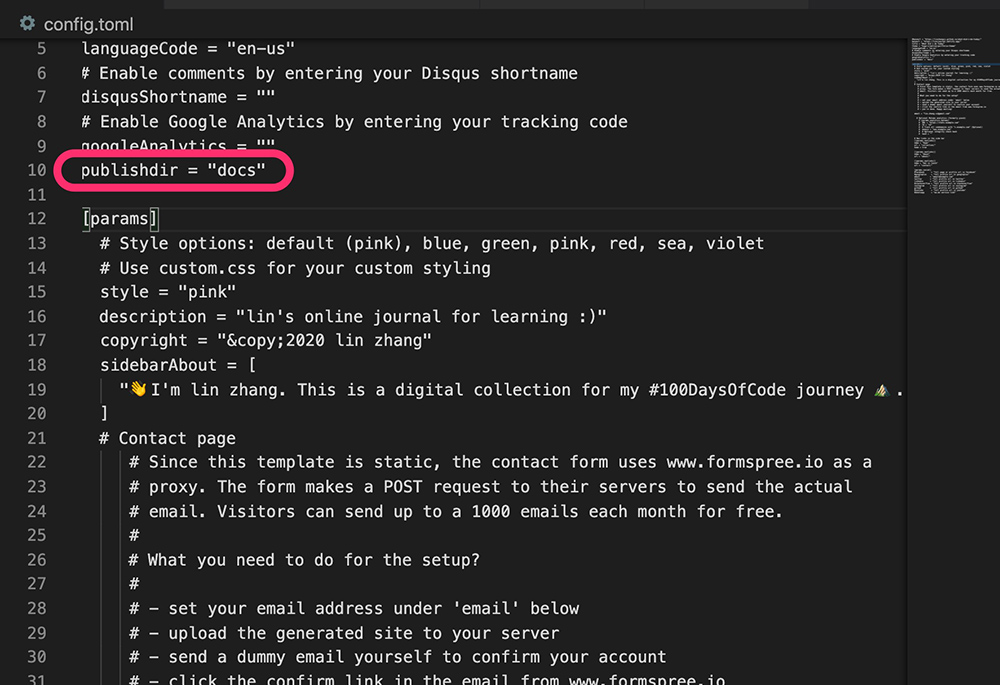 config.toml
5 languageCode = "en-us"
6 # Enable comments by entering your Disqus shortname
7 disqusShortname = ""
8 # Enable Google Analytics by entering your tracking code
9 googleAnalytics = ""
10 publishdir = "docs"
11
12 [params]
13 # Style options: default (pink), blue, green, pink, red, sea, violet
14 # Use custom.css for your custom styling
15 style = "pink"
16 description = "lin's online journal for learning :)"
17 copyright = "&copy;2020 lin zhang"
18 sidebarAbout = [
19 "👋I'm lin zhang. This is a digital collection for my #100DaysOfCode journey ⛰️ .
20 ]
21 # Contact page
22 # Since this template is static, the contact form uses www.formspree.io as a
23 # proxy. The form makes a POST request to their servers to send the actual
24 # email. Visitors can send up to a 1000 emails each month for free.
25 #
26 # What you need to do for the setup?
27 #
28 # - set your email address under 'email' below
29 # - upload the generated site to your server
30 # - send a dummy email yourself to confirm your account
31 # - click the confirm link in the email from www.formspree.io